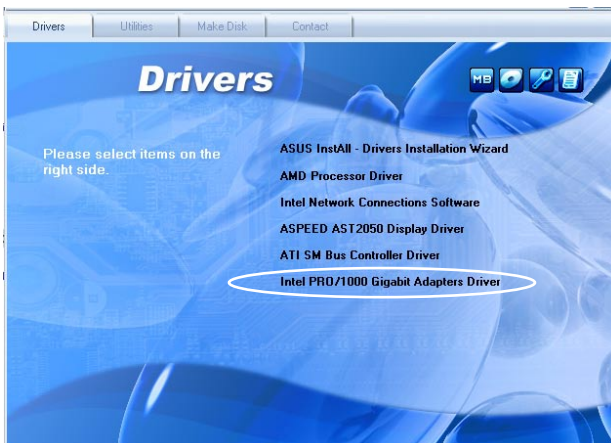 Drivers
Utilities
Make Disk
Contact
Drivers
MB
Please select items on the
right side.
ASUS InstAll - Drivers Installation Wizard
AMD Processor Driver
Intel Network Connections Software
ASPEED AST2050 Display Driver
ATI SM Bus Controller Driver
Intel PRO/1000 Gigabit Adapters Driver